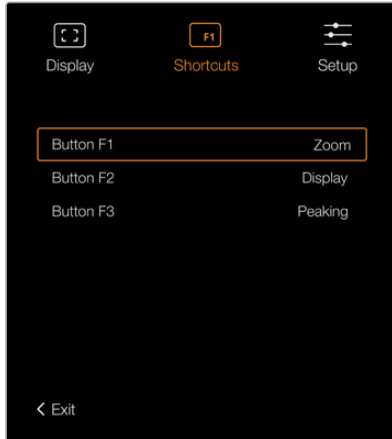 F1
Display Shortcuts Setup
Button F1 Zoom
Button F2 Display
Button F3 Peaking
Exit